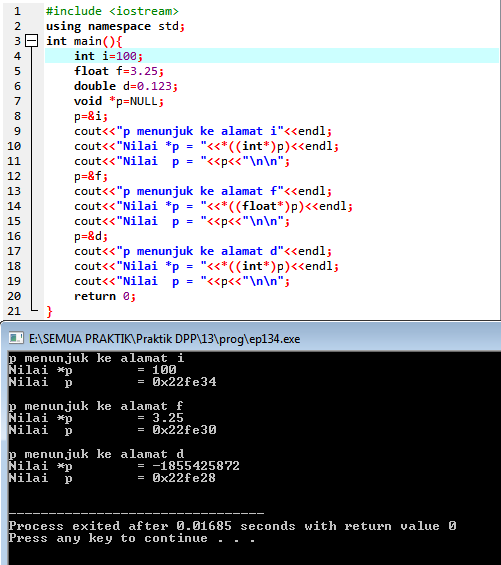 1 #include <iostream>
2 using namespace std;
3 int main(){
4 int i=100;
5 float f=3.25;
6 double d=0.123;
7 void *p=NULL;
8 p=&i;
9 cout<<"p menunjuk ke alamat i"<<endl;
10 cout<<"Nilai *p = "<<*((int*)p)<<endl;
11 cout<<"Nilai  p = "<<p<<"\n\n";
12 p=&f;
13 cout<<"p menunjuk ke alamat f"<<endl;
14 cout<<"Nilai *p = "<<*((float*)p)<<endl;
15 cout<<"Nilai  p = "<<p<<"\n\n";
16 p=&d;
17 cout<<"p menunjuk ke alamat d"<<endl;
18 cout<<"Nilai *p = "<<*((int*)p)<<endl;
19 cout<<"Nilai  p = "<<p<<"\n\n";
20 return 0;
21 }
E:\SEMUA PRAKTIK\Praktik DPP\13\prog\ep134.exe
p menunjuk ke alamat i
Nilai *p = 100
Nilai  p = 0x22fe34
p menunjuk ke alamat f
Nilai *p = 3.25
Nilai  p = 0x22fe30
p menunjuk ke alamat d
Nilai *p = -1855425872
Nilai  p = 0x22fe28
--------------------------------
Process exited after 0.01685 seconds with return value 0
Press any key to continue . . .